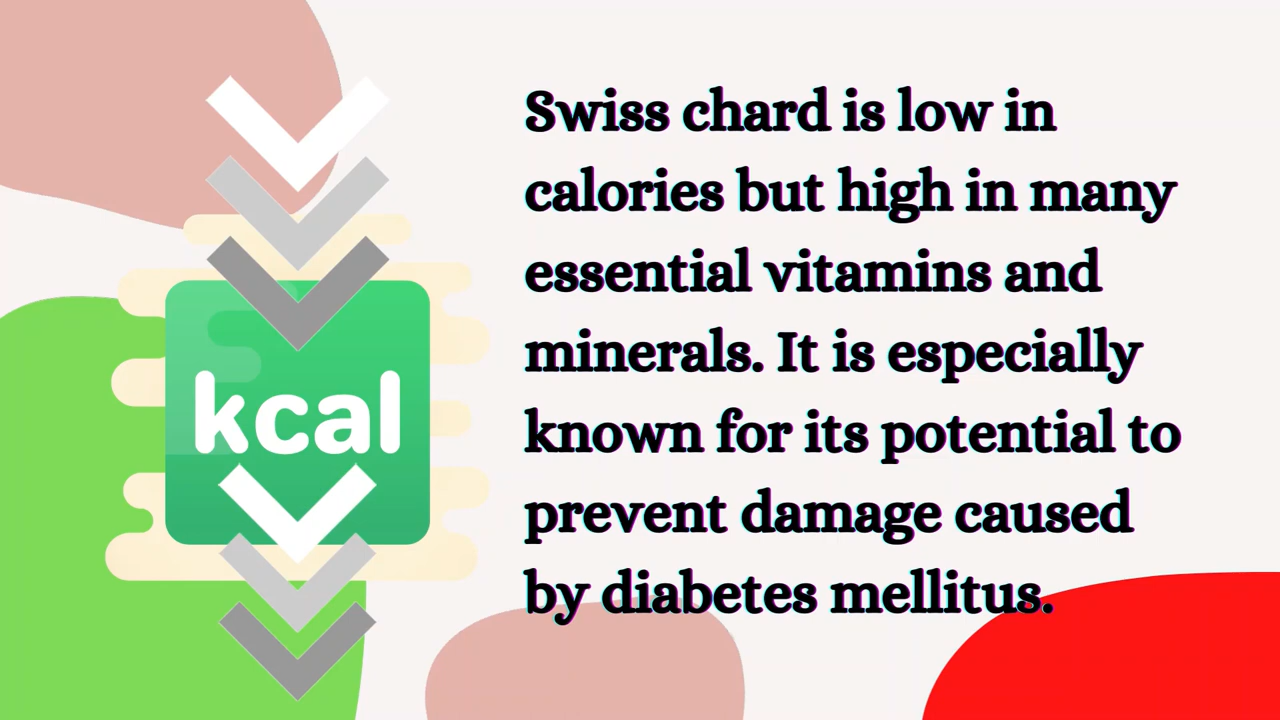 kcal
Swiss chard is low in
calories but high in many
essential vitamins and
minerals. It is especially
known for its potential to
prevent damage caused
by diabetes mellitus.